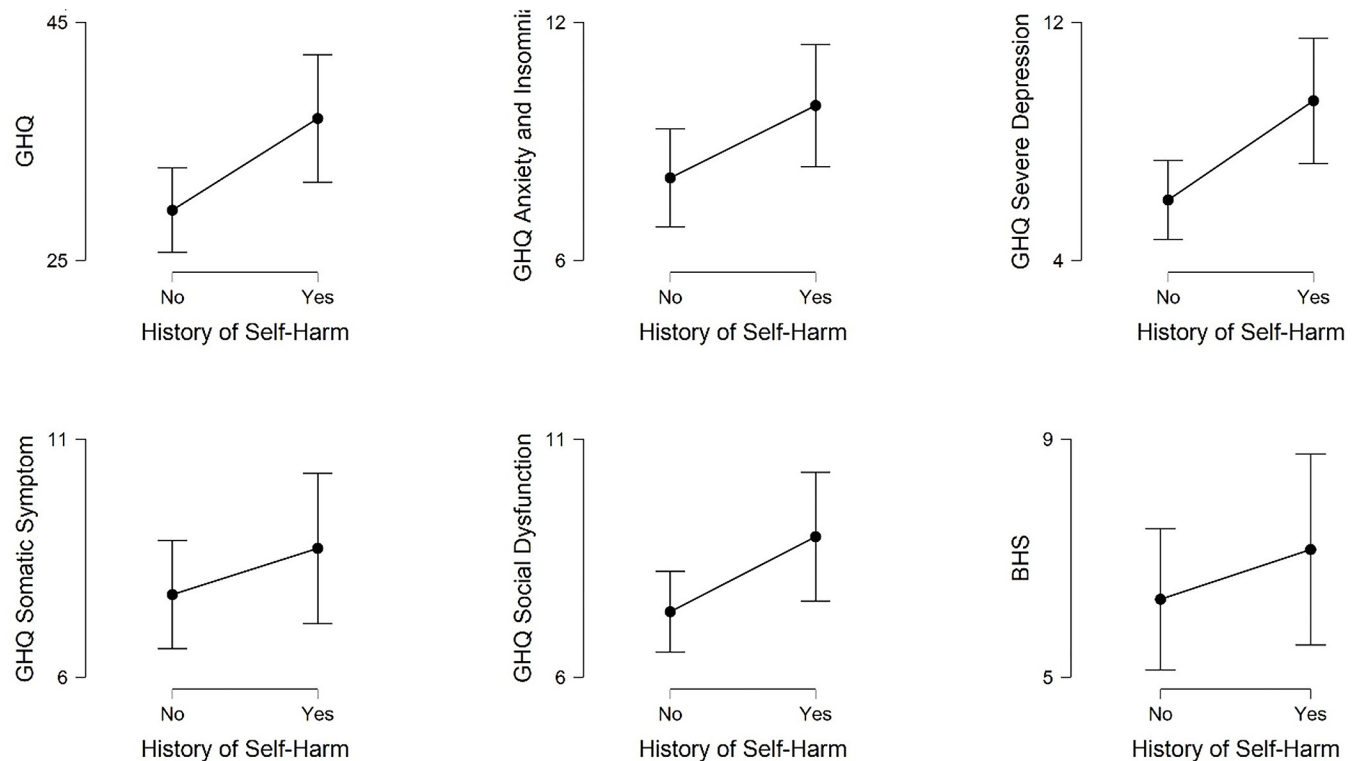 45
GHQ
25
No Yes
History of Self-Harm
12
GHQ Anxiety and Insomni
6
No Yes
History of Self-Harm
12
GHQ Severe Depression
4
No Yes
History of Self-Harm
11
GHQ Somatic Symptom
6
No Yes
History of Self-Harm
11
GHQ Social Dysfunction
6
No Yes
History of Self-Harm
9
BHS
5
No Yes
History of Self-Harm